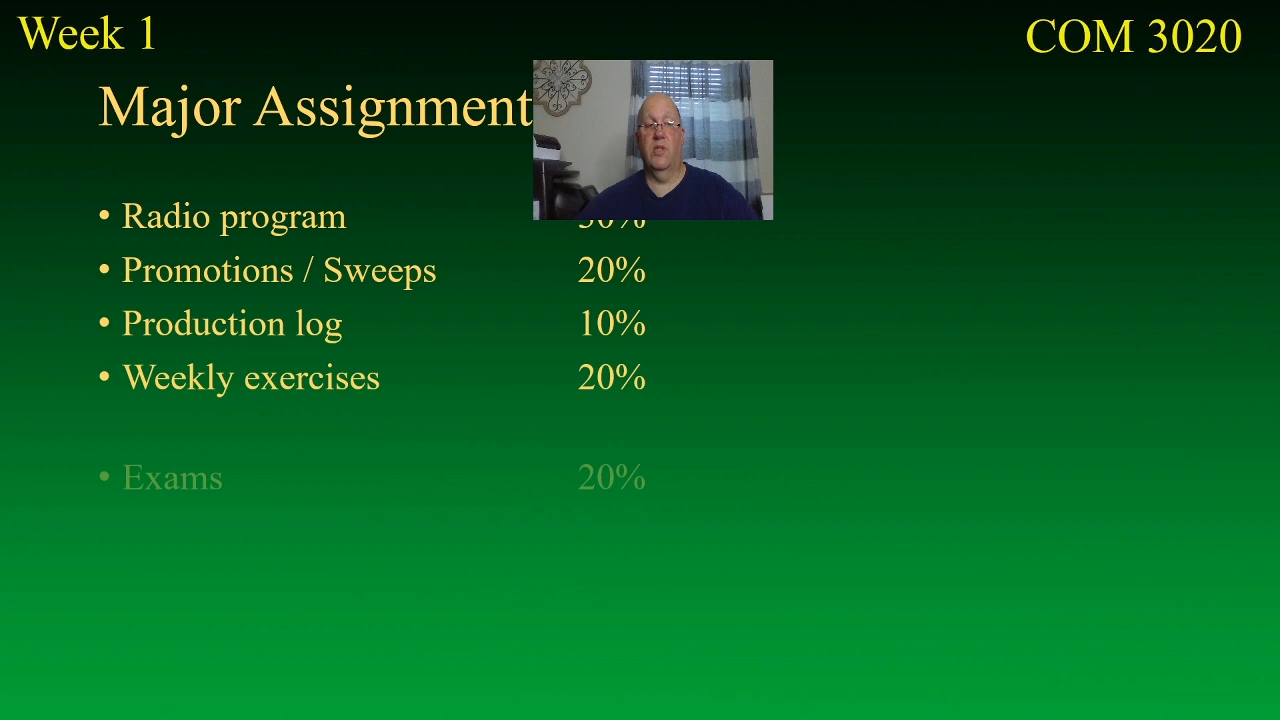 Week 1
COM 3020
Major Assignment
• Radio program
• Promotions / Sweeps 20%
• Production log 10%
• Weekly exercises 20%
• Exams 20%